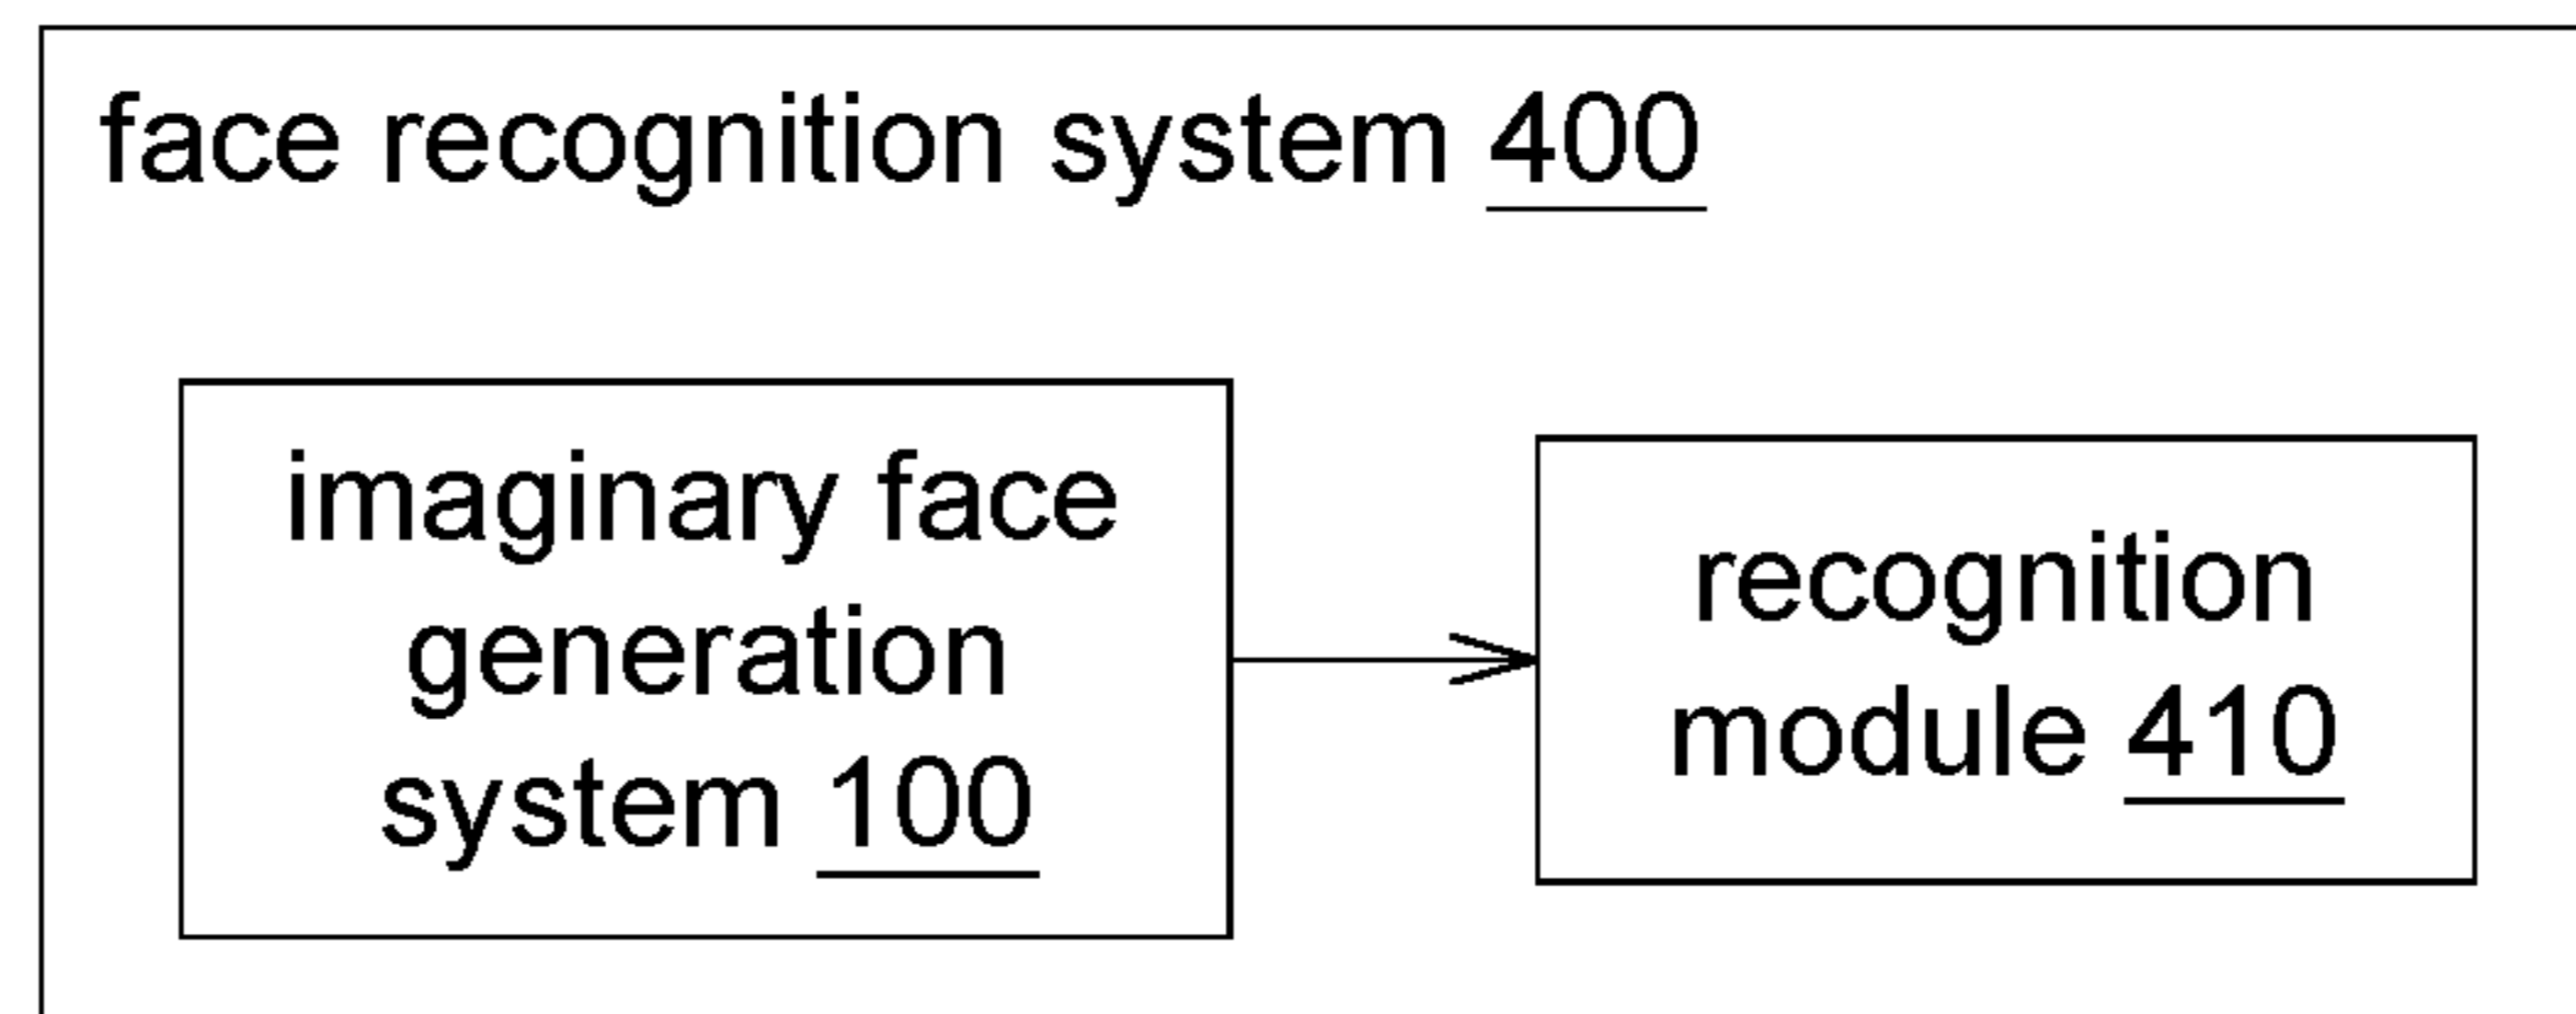 face recognition system 400
imaginary face
generation
system 100
recognition
module 410